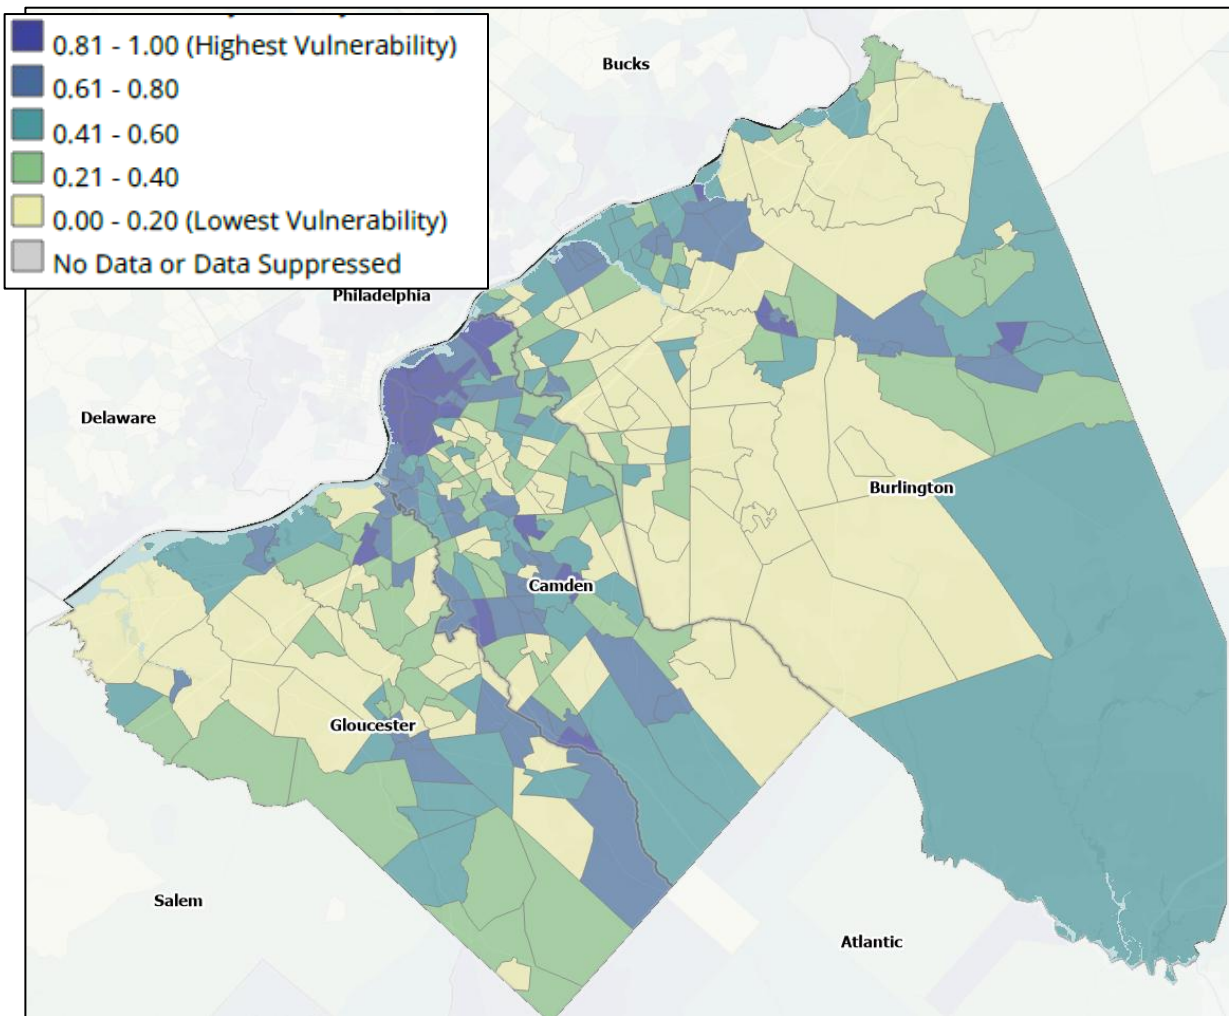 0.81 - 1.00 (Highest Vulnerability)
0.61 - 0.80
0.41 - 0.60
0.21 - 0.40
0.00 - 0.20 (Lowest Vulnerability)
No Data or Data Suppressed
Bucks
Philadelphia
Delaware
Burlington
Camden
Gloucester
Salem
Atlantic